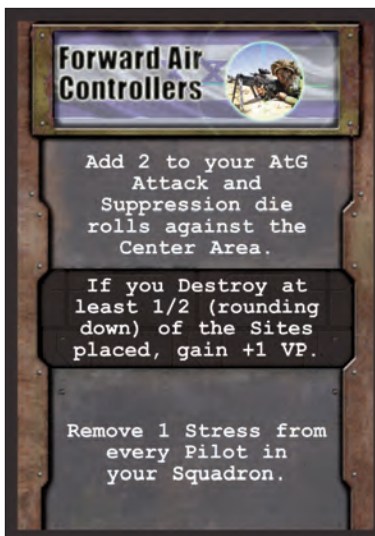 Forward Air
Controllers
Add 2 to your AtG
Attack and
Suppression die
rolls against the
Center Area.
If you Destroy at
least 1/2 (rounding
down) of the Sites
placed, gain +1 VP.
Remove 1 Stress from
every Pilot in
your Squadron.